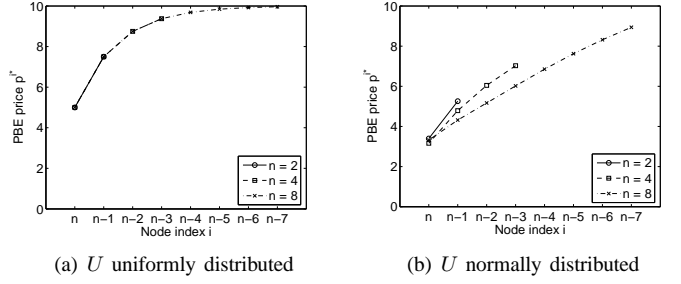 10
8
6
4
2
0
PBE price p^i*
n n−1 n−2 n−3 n−4 n−5 n−6 n−7
Node index i
n = 2
n = 4
n = 8
(a) U uniformly distributed
10
8
6
4
2
0
PBE price p^i*
n n−1 n−2 n−3 n−4 n−5 n−6 n−7
Node index i
n = 2
n = 4
n = 8
(b) U normally distributed